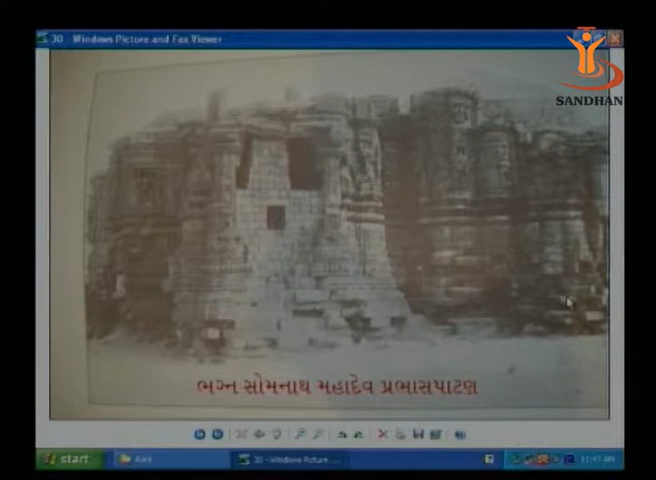 30 - Windows Picture and Fax Viewer
SANDHAN
ભગ્ન સોમનાથ મહાદેવ પ્રભાસપાટણ
start
30 - Windows Picture ...